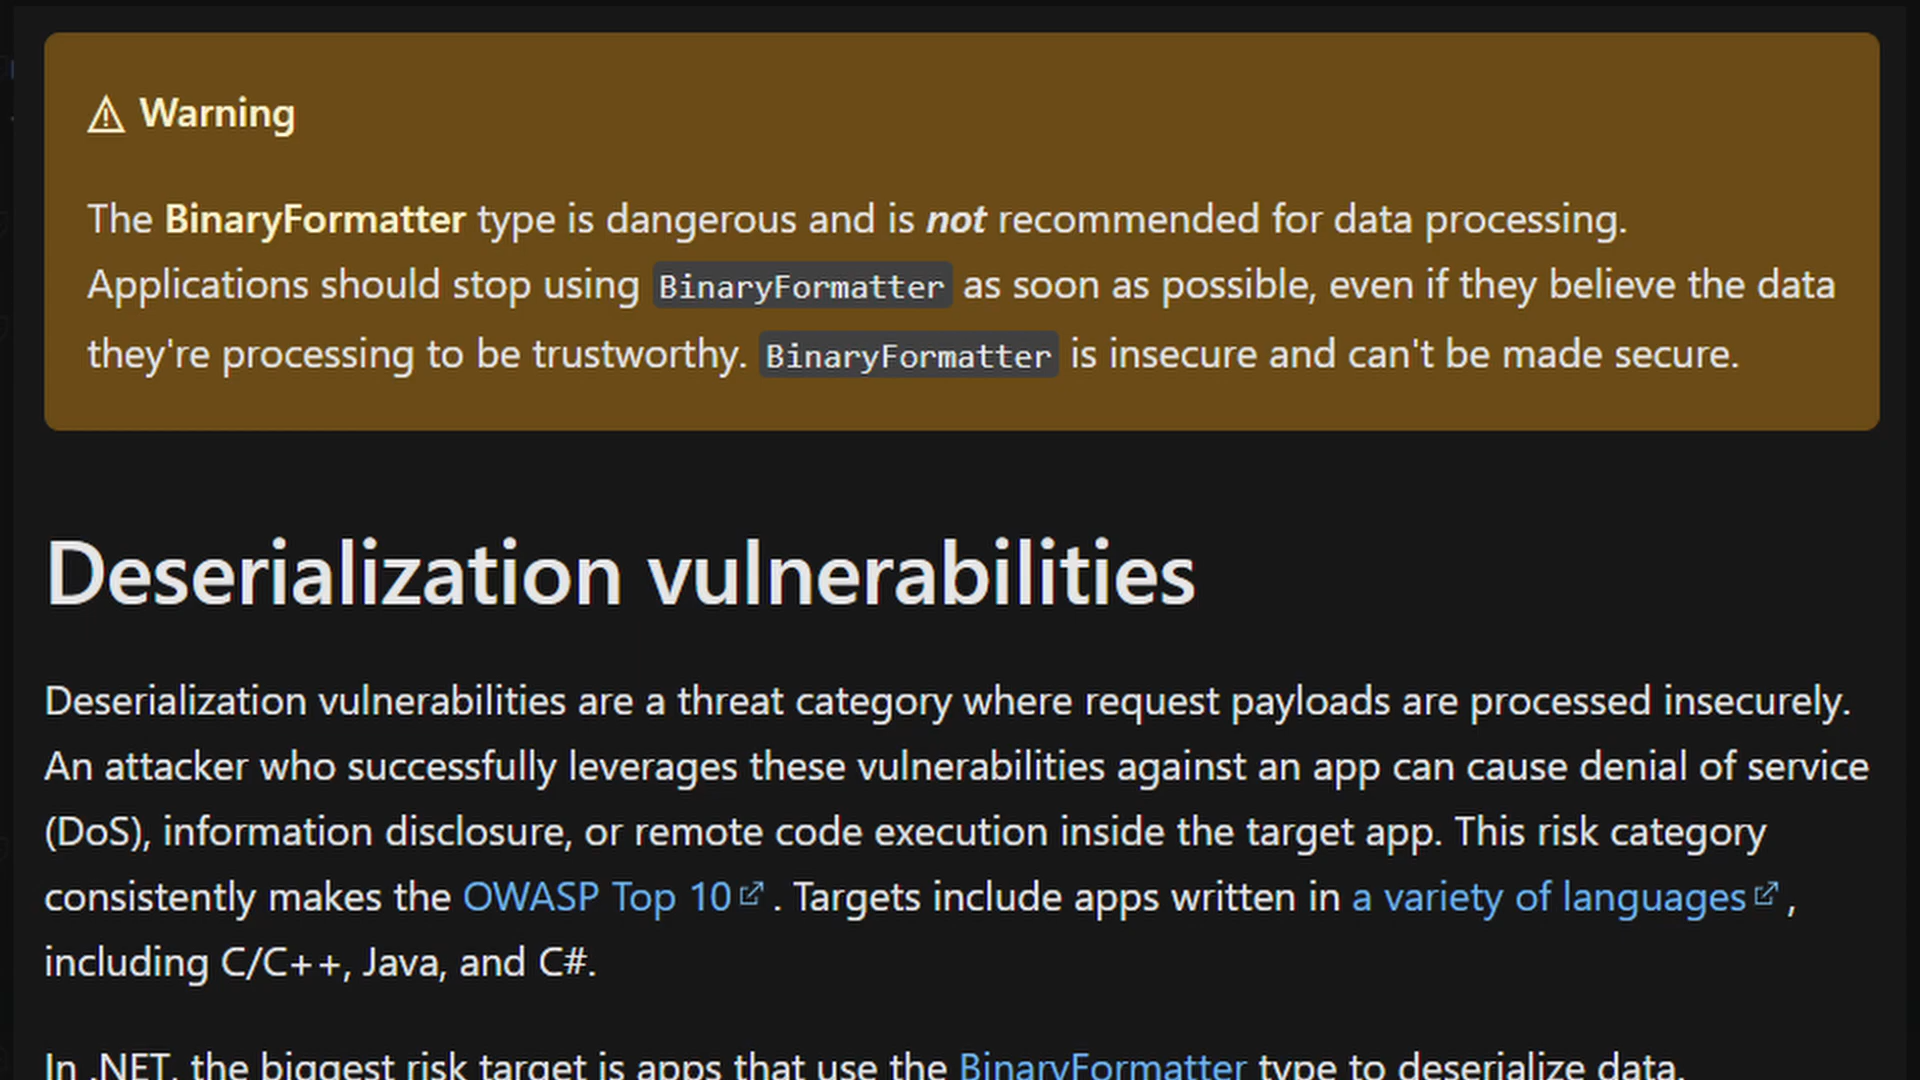 Warning
The BinaryFormatter type is dangerous and is not recommended for data processing.
Applications should stop using BinaryFormatter as soon as possible, even if they believe the data
they're processing to be trustworthy. BinaryFormatter is insecure and can't be made secure.
Deserialization vulnerabilities
Deserialization vulnerabilities are a threat category where request payloads are processed insecurely.
An attacker who successfully leverages these vulnerabilities against an app can cause denial of service
(DoS), information disclosure, or remote code execution inside the target app. This risk category
consistently makes the OWASP Top 10. Targets include apps written in a variety of languages,
including C/C++, Java, and C#.
In .NET, the biggest risk target is apps that use the BinaryFormatter type to deserialize data.